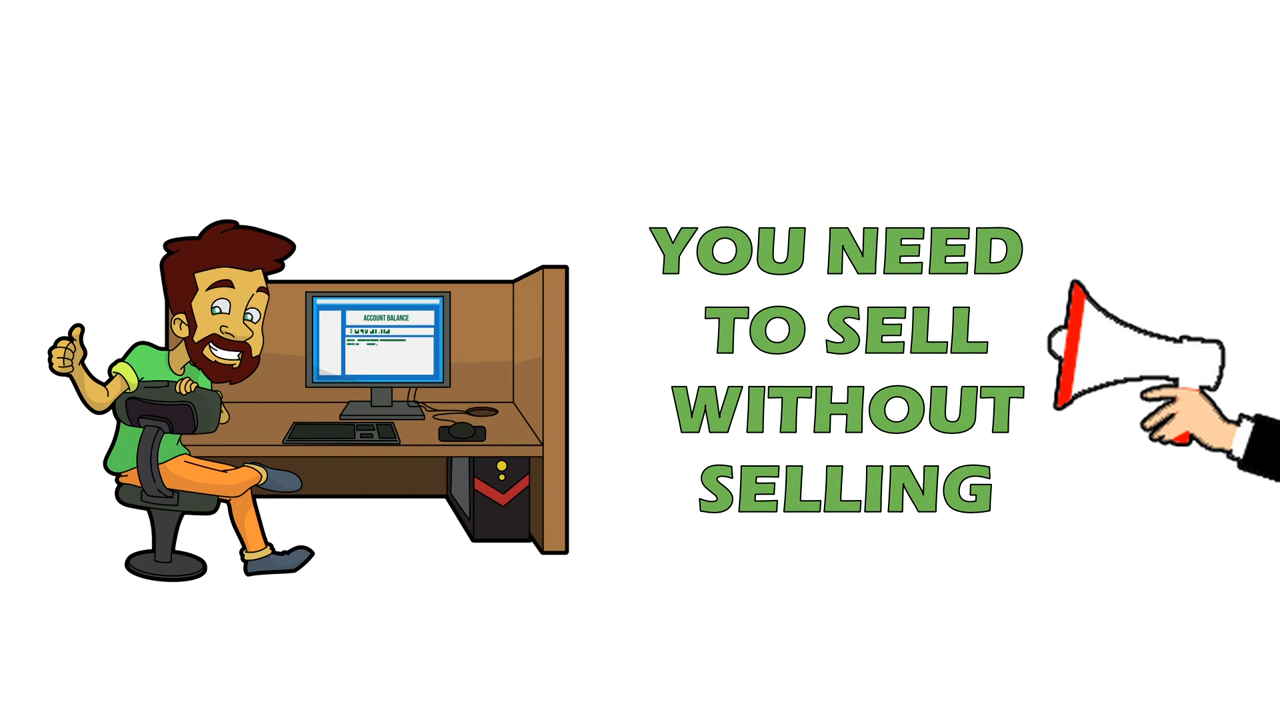 ACCOUNT BALANCE
YOU NEED
TO SELL
WITHOUT
SELLING